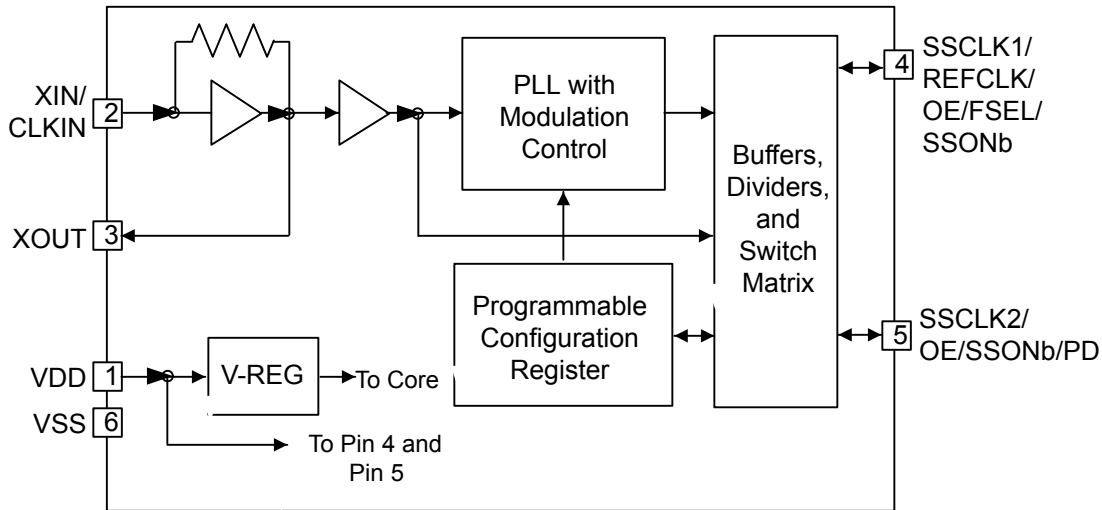 XIN/
CLKIN
2
XOUT
3
VDD
1
VSS
6
V-REG
To Core
To Pin 4 and
Pin 5
PLL with
Modulation
Control
Programmable
Configuration
Register
Buffers,
Dividers,
and
Switch
Matrix
4
SSCLK1/
REFCLK/
OE/FSEL/
SSONb
5
SSCLK2/
OE/SSONb/PD